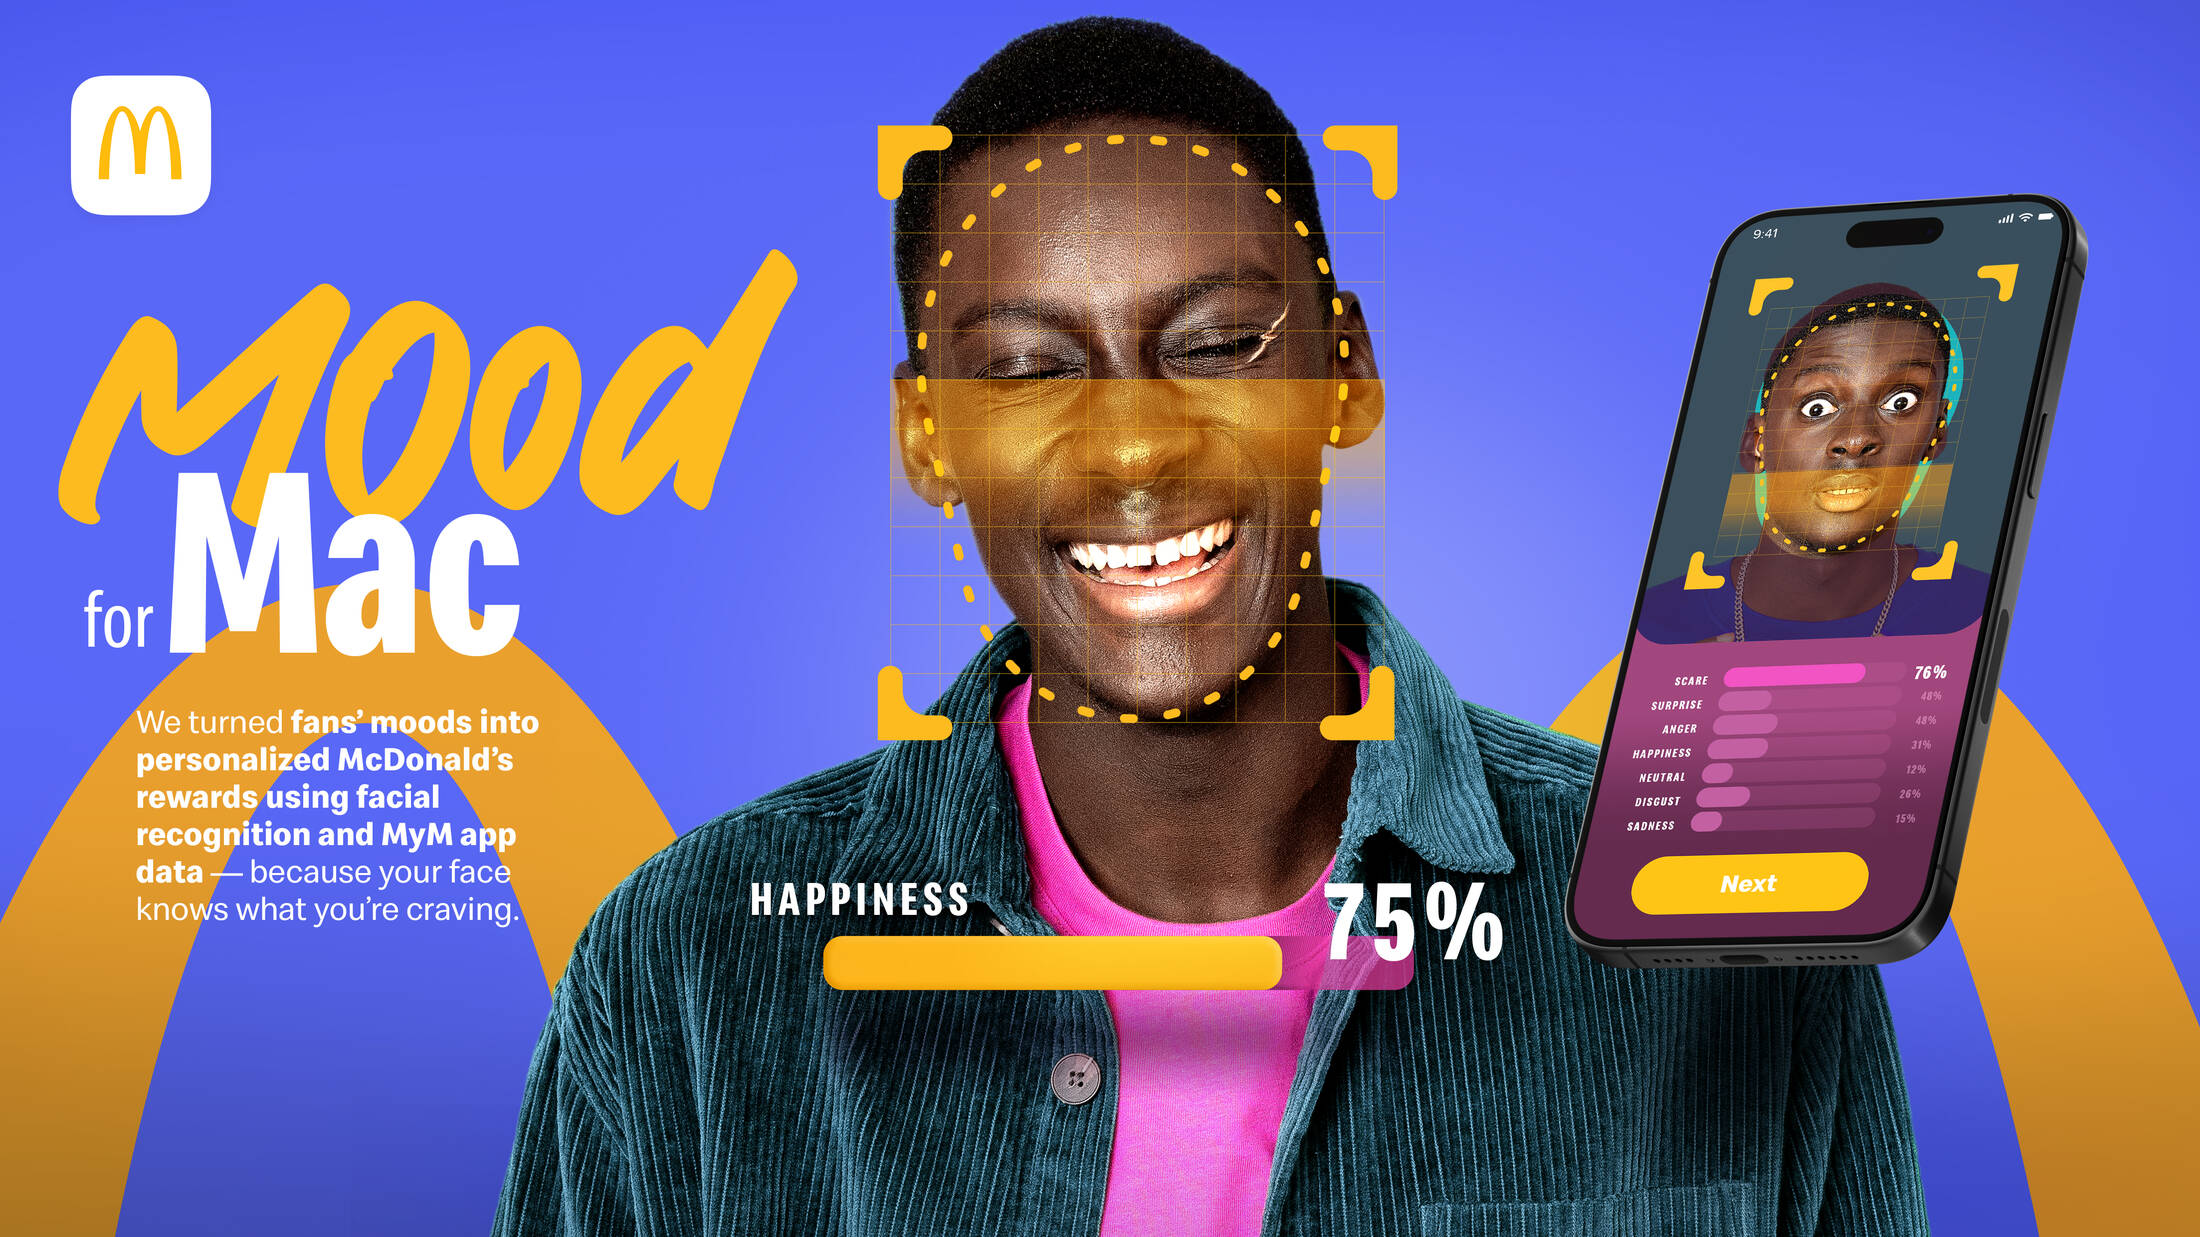 Mood
for Mac
We turned fans’ moods into
personalized McDonald’s
rewards using facial
recognition and MyM app
data — because your face
knows what you’re craving.
HAPPINESS 75%
9:41
SCARE 76%
SURPRISE 48%
ANGER 48%
HAPPINESS 31%
NEUTRAL 12%
DISGUST 26%
SADNESS 15%
Next